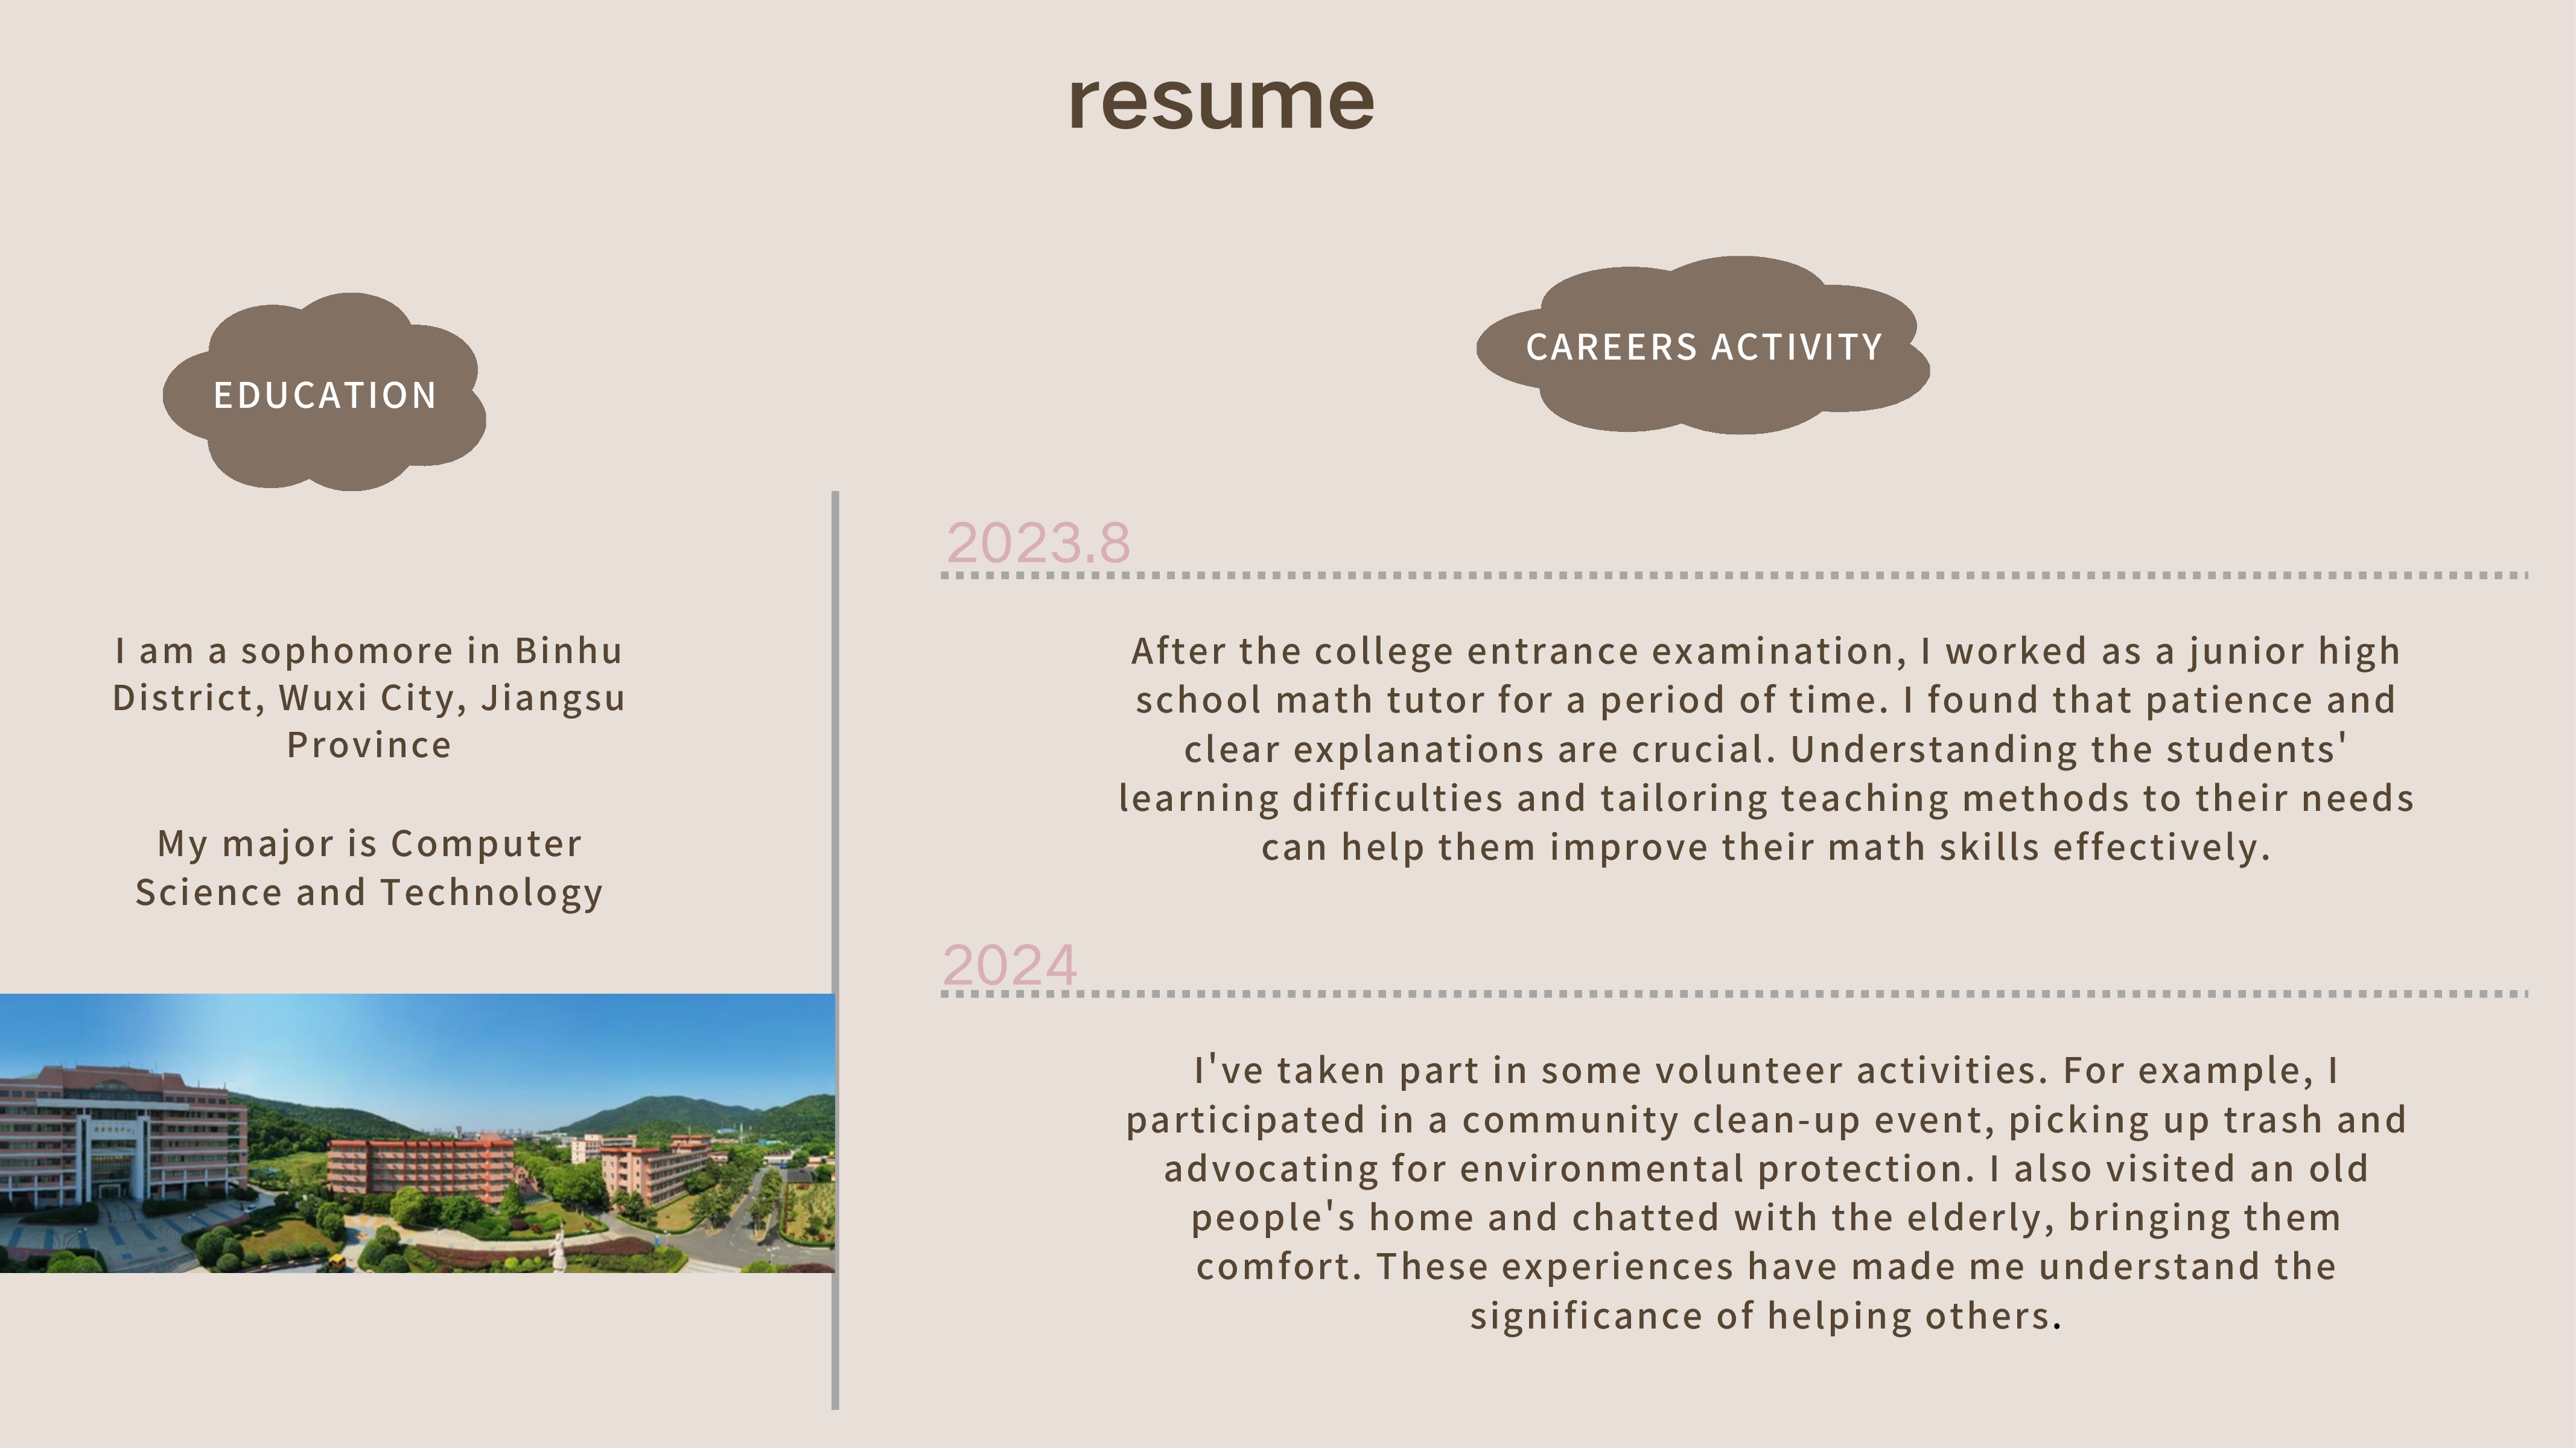 resume
EDUCATION
I am a sophomore in Binhu
District, Wuxi City, Jiangsu
Province
My major is Computer
Science and Technology
CAREERS ACTIVITY
2023.8
After the college entrance examination, I worked as a junior high
school math tutor for a period of time. I found that patience and
clear explanations are crucial. Understanding the students'
learning difficulties and tailoring teaching methods to their needs
can help them improve their math skills effectively.
2024
I've taken part in some volunteer activities. For example, I
participated in a community clean-up event, picking up trash and
advocating for environmental protection. I also visited an old
people's home and chatted with the elderly, bringing them
comfort. These experiences have made me understand the
significance of helping others.